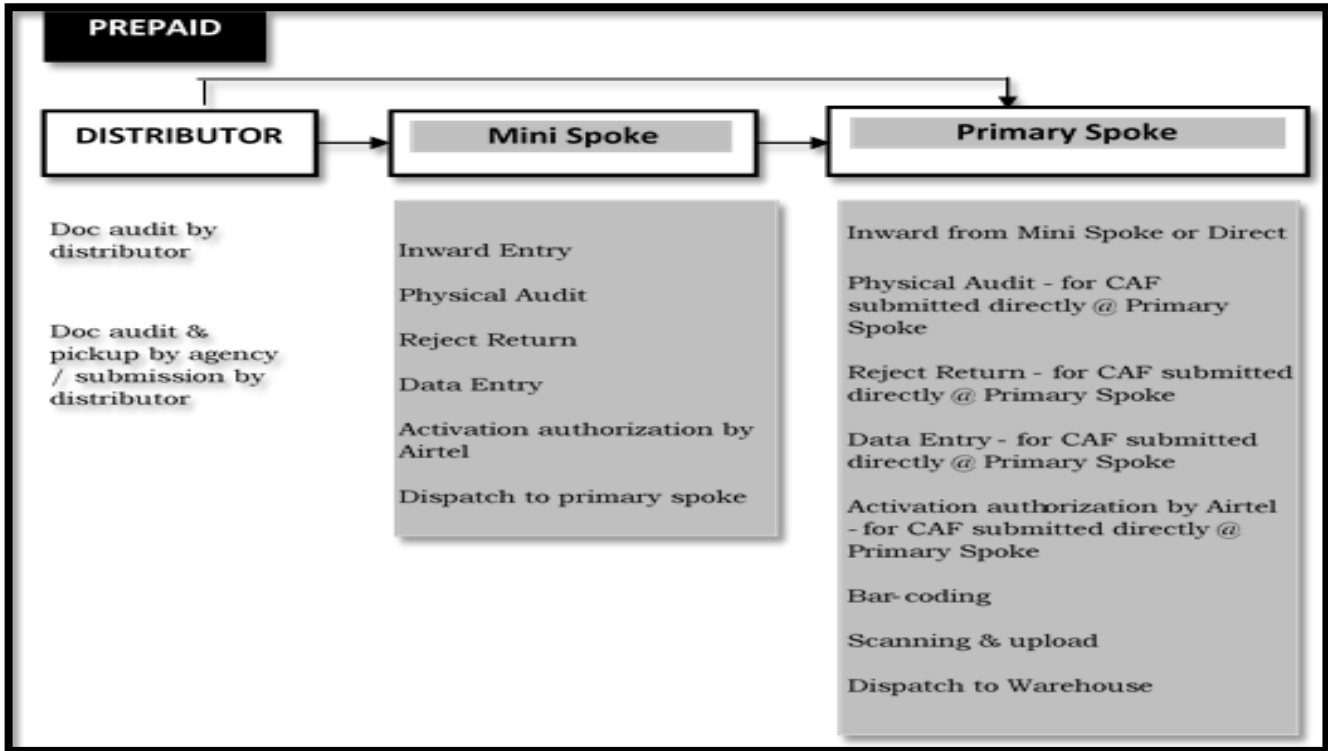 PREPAID
DISTRIBUTOR
Mini Spoke
Primary Spoke
Doc audit by
distributor
Doc audit &
pickup by agency
/ submission by
distributor
Inward Entry
Physical Audit
Reject Return
Data Entry
Activation authorization by
Airtel
Dispatch to primary spoke
Inward from Mini Spoke or Direct
Physical Audit - for CAF
submitted directly @ Primary
Spoke
Reject Return - for CAF submitted
directly @ Primary Spoke
Data Entry - for CAF submitted
directly @ Primary Spoke
Activation authorization by Airtel
- for CAF submitted directly @
Primary Spoke
Bar-coding
Scanning & upload
Dispatch to Warehouse